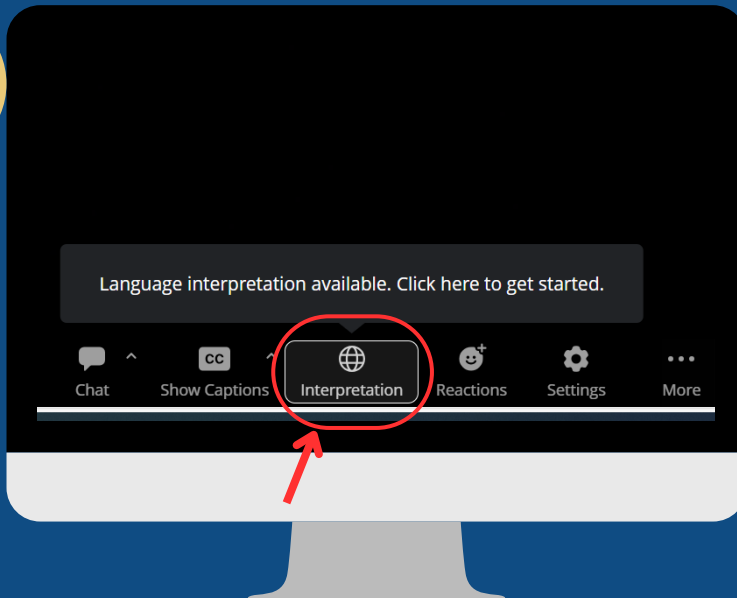 Language interpretation available. Click here to get started.
CC
Chat Show Captions Interpretation Reactions Settings More